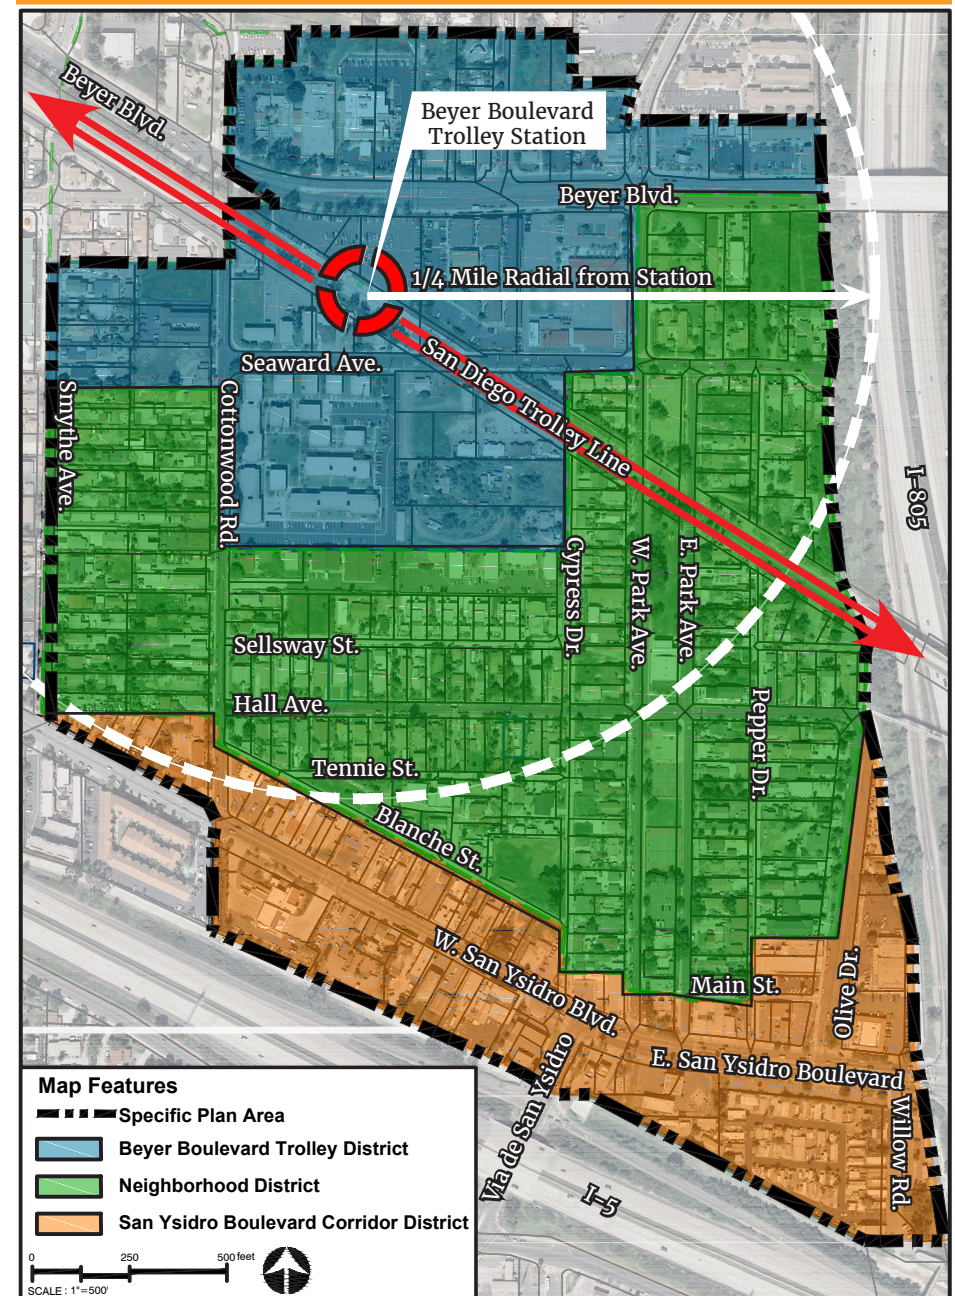 Beyer Blvd.
Beyer Boulevard
Trolley Station
Beyer Blvd.
1/4 Mile Radial from Station
Seaward Ave.
San Diego Trolley Line
Smythe Ave.
Cottonwood Rd.
I-805
Cypress Dr.
W. Park Ave.
E. Park Ave.
Sellsway St.
Hall Ave.
Pepper Dr.
Tennie St.
Blanche St.
W. San Ysidro Blvd.
Main St.
Olive Dr.
E. San Ysidro Boulevard
Via de San Ysidro
Willow Rd.
I-5
Map Features
Specific Plan Area
Beyer Boulevard Trolley District
Neighborhood District
San Ysidro Boulevard Corridor District
0 250 500 feet
SCALE : 1"=500'